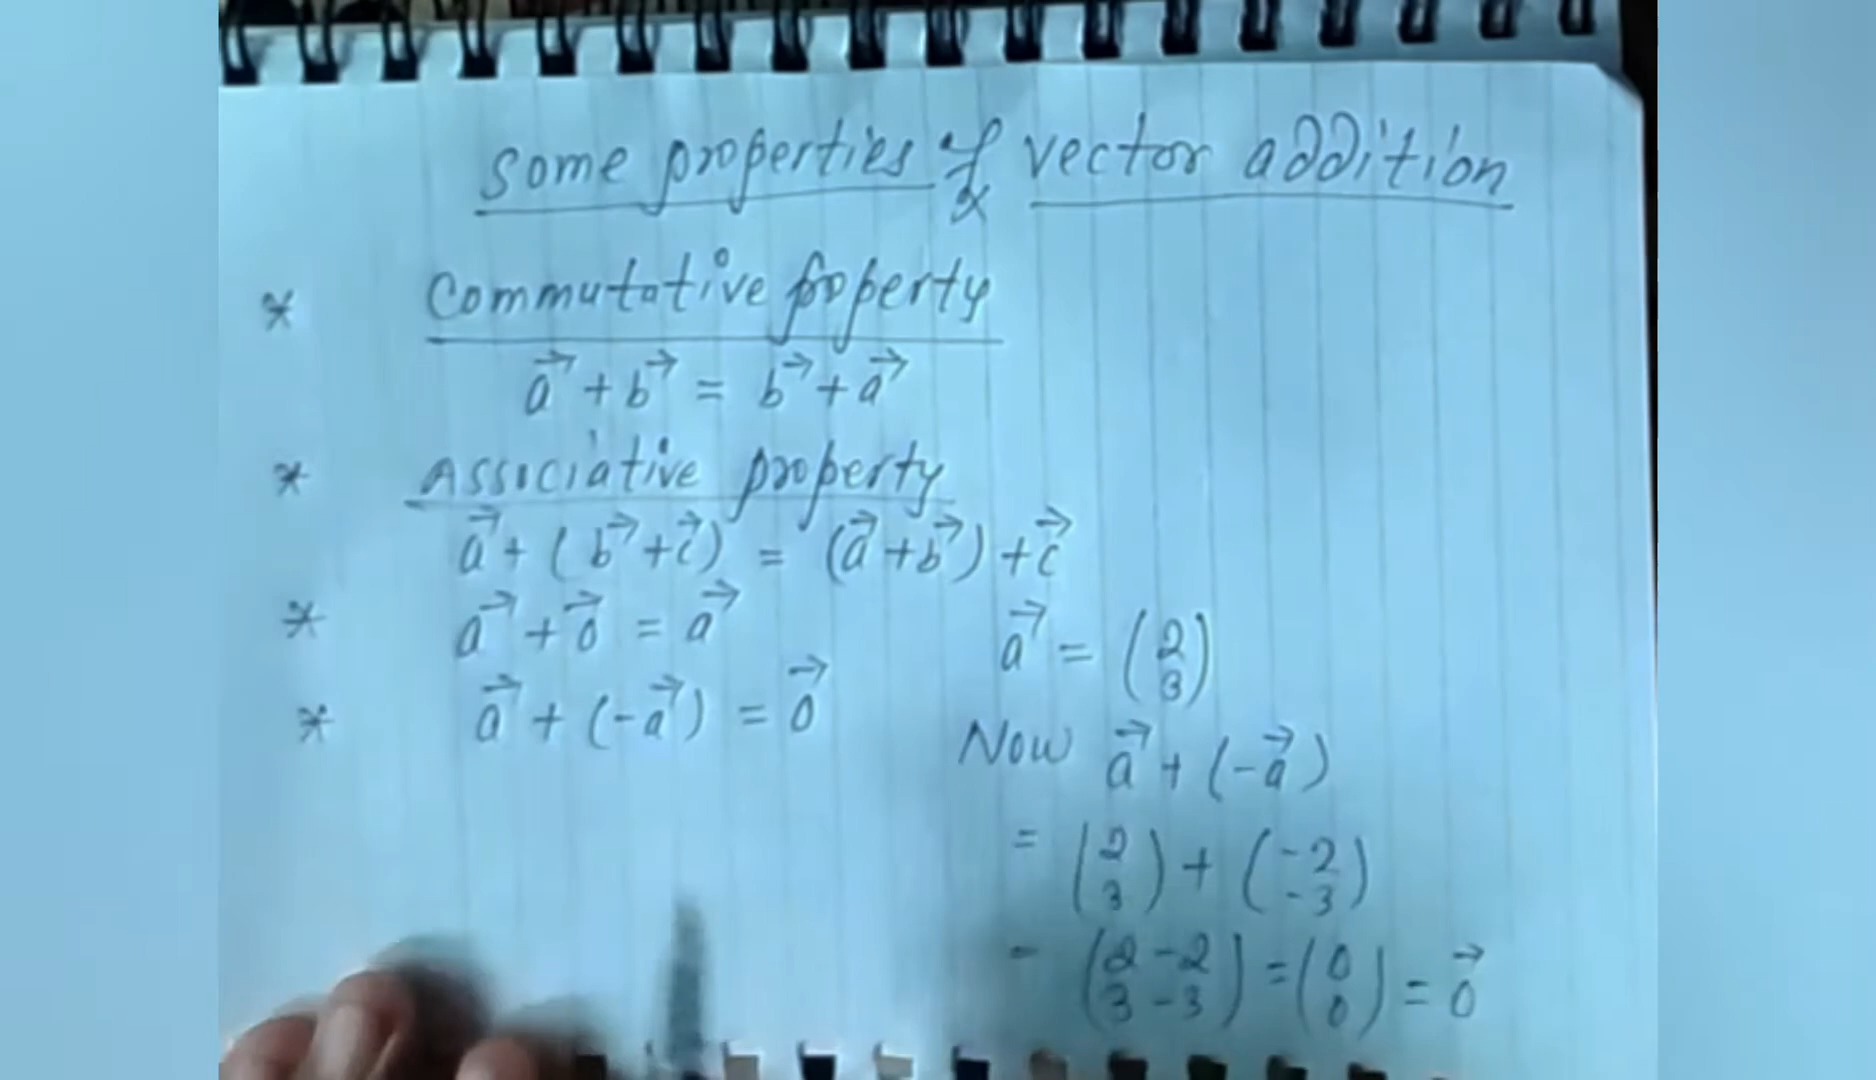 Some properties of vector addition
* Commutative property
a⃗ + b⃗ = b⃗ + a⃗
* Associative property
a⃗ + (b⃗ + c⃗) = (a⃗ + b⃗) + c⃗
* a⃗ + 0⃗ = a⃗
* a⃗ + (-a⃗) = 0⃗
a⃗ = (2 3)
Now a⃗ + (-a⃗)
= (2 3) + (-2 -3)
= (2-2 3-3) = (0 0) = 0⃗